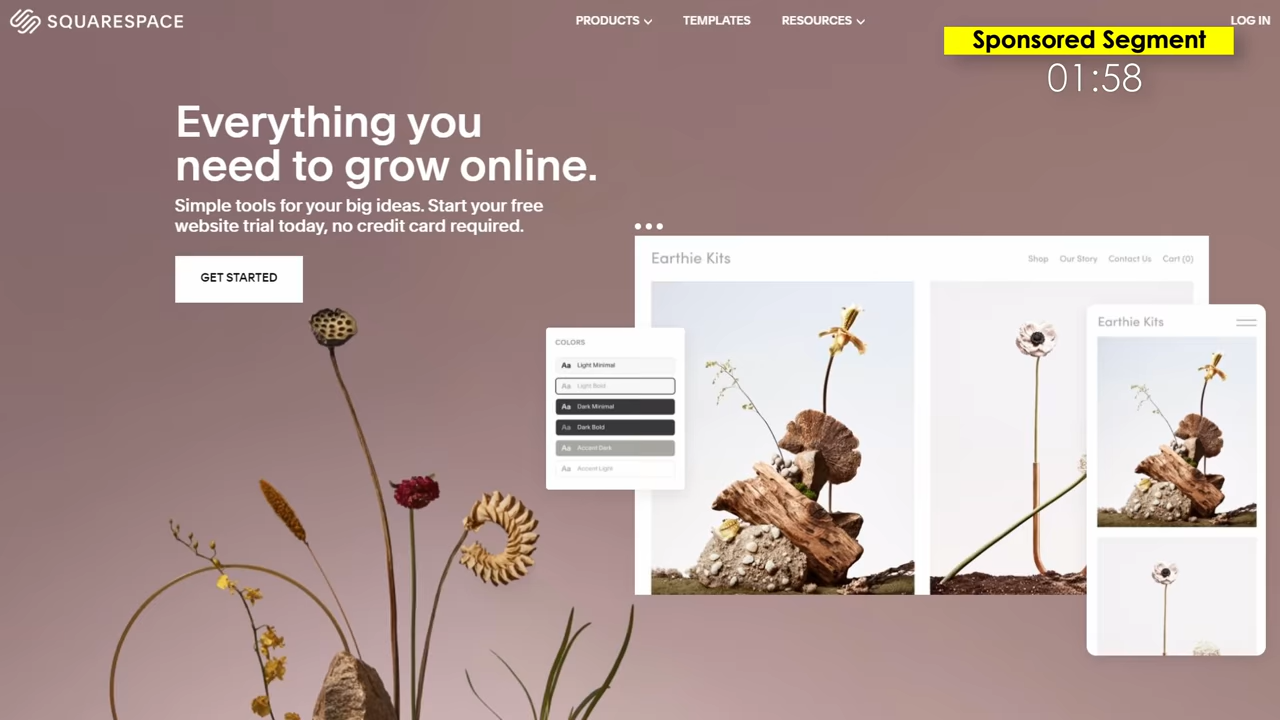 SQUARESPACE
PRODUCTS
TEMPLATES
RESOURCES
LOG IN
Sponsored Segment
01:58
Everything you
need to grow online.
Simple tools for your big ideas. Start your free
website trial today, no credit card required.
GET STARTED
Earthie Kits
Shop Our Story Contact Us Cart (0)
COLORS
Aa Light Minimal
Aa Light Bold
Aa Dark Minimal
Aa Dark Bold
Aa Accent Dark
Aa Accent Light
Earthie Kits